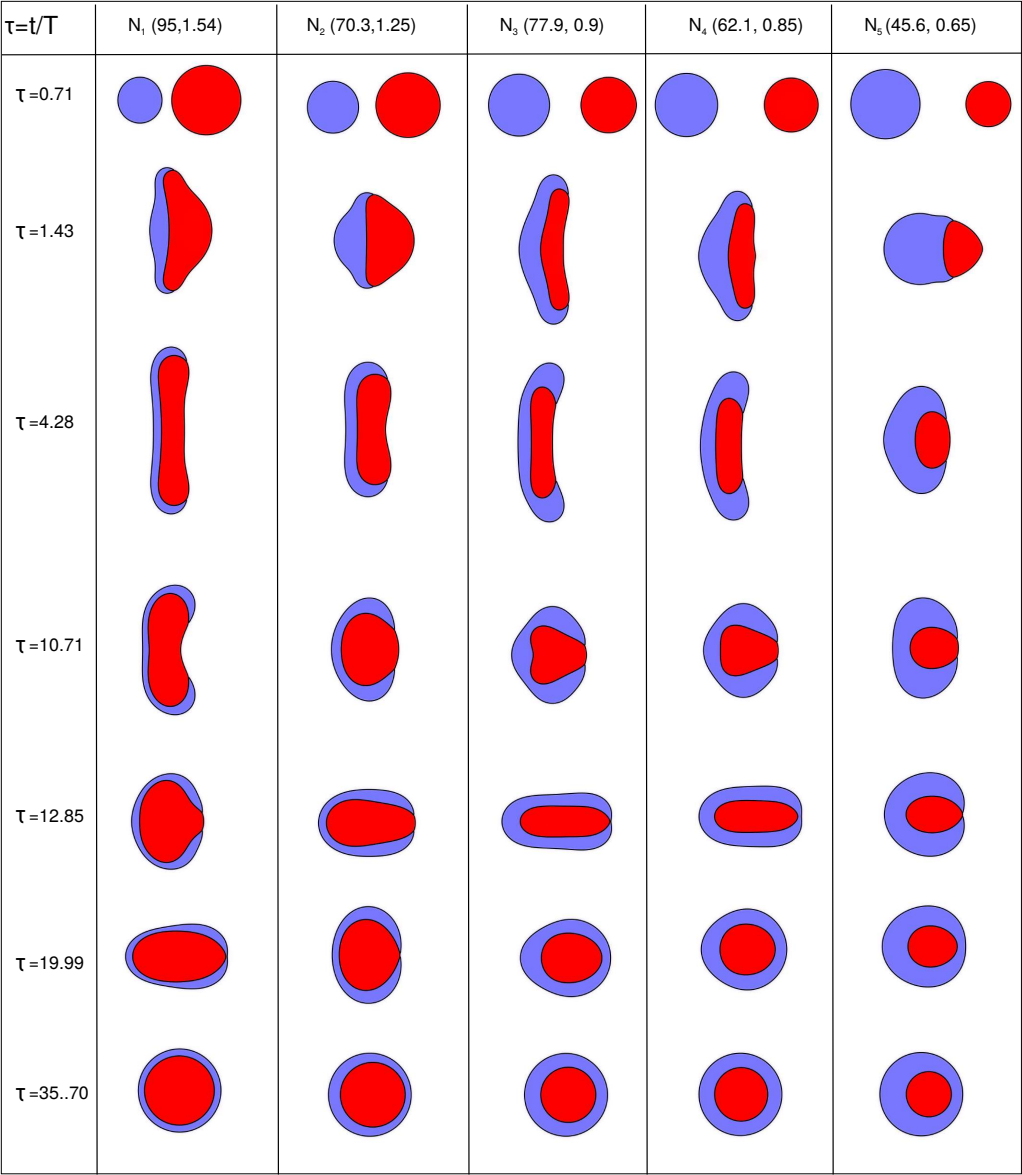 τ=t/T N₁ (95,1.54) N₂ (70.3,1.25) N₃ (77.9, 0.9) N₄ (62.1, 0.85) N₅(45.6, 0.65)
τ=0.71
τ=1.43
τ=4.28
τ=10.71
τ=12.85
τ=19.99
τ=35..70